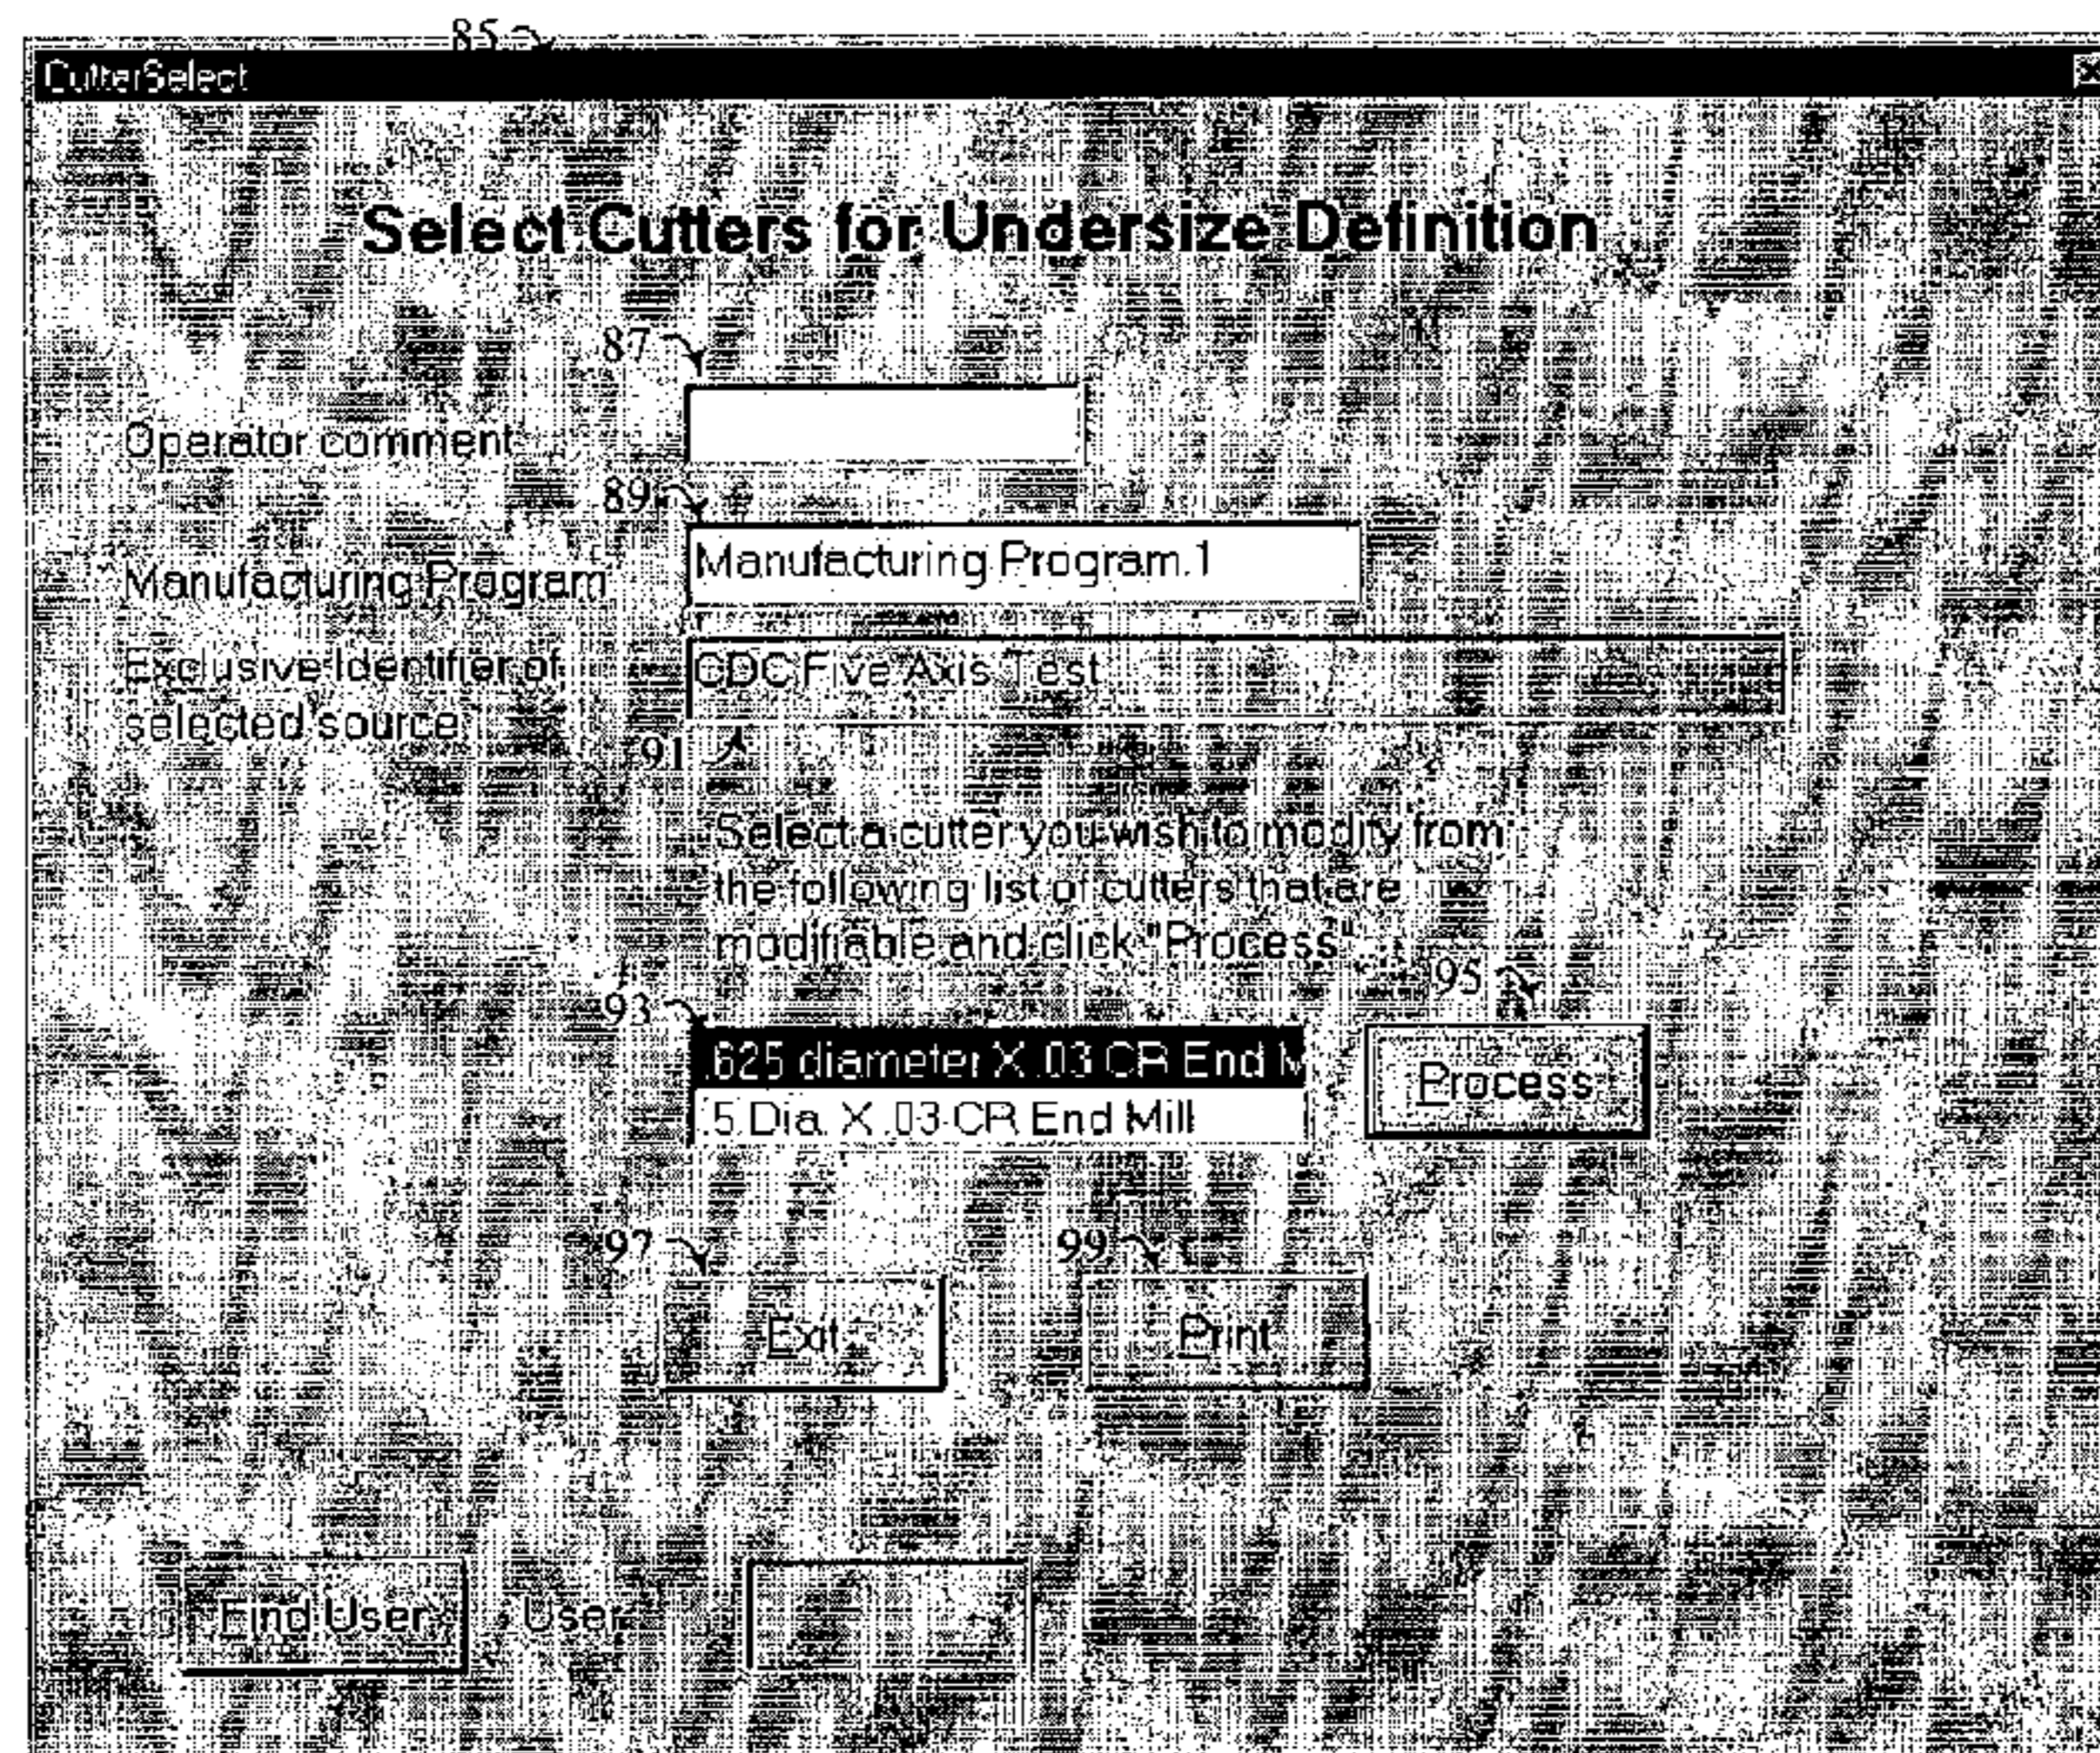 85
CutterSelect
Select Cutters for Undersize Definition
87
Operator comment
89
Manufacturing Program
Manufacturing Program.1
Exclusive Identifier of
selected source
CDC Five Axis Test
91
Select a cutter you wish to modify from
the following list of cutters that are
modifiable and click "Process"
93
95
.625 diameter X .03 CR End M
.5 Dia. X .03 CR End Mill
Process
97
99
Exit
Print
Find User
User